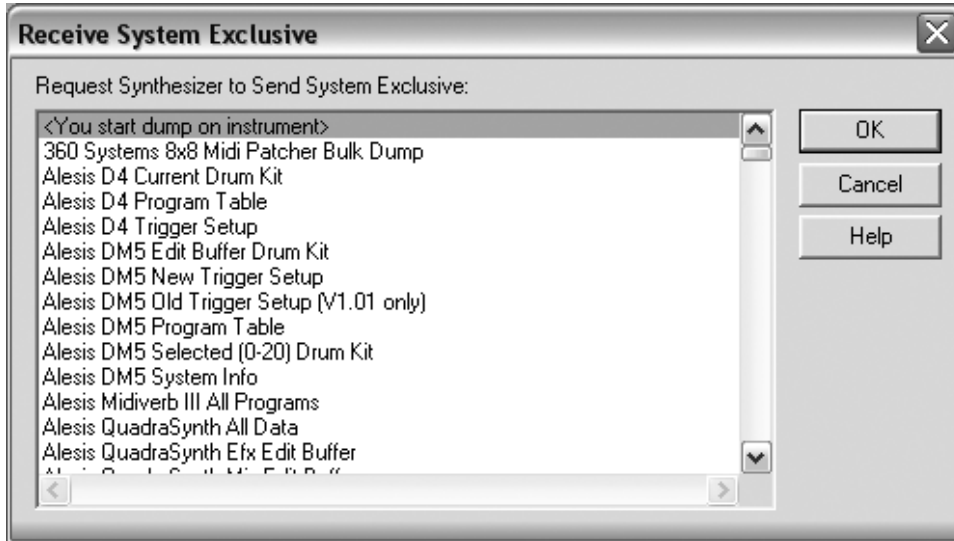 Receive System Exclusive
Request Synthesizer to Send System Exclusive:
<You start dump on instrument>
360 Systems 8x8 Midi Patcher Bulk Dump
Alesis D4 Current Drum Kit
Alesis D4 Program Table
Alesis D4 Trigger Setup
Alesis DM5 Edit Buffer Drum Kit
Alesis DM5 New Trigger Setup
Alesis DM5 Old Trigger Setup (V1.01 only)
Alesis DM5 Program Table
Alesis DM5 Selected (0-20) Drum Kit
Alesis DM5 System Info
Alesis Midiverb III All Programs
Alesis QuadraSynth All Data
Alesis QuadraSynth Efx Edit Buffer
OK
Cancel
Help